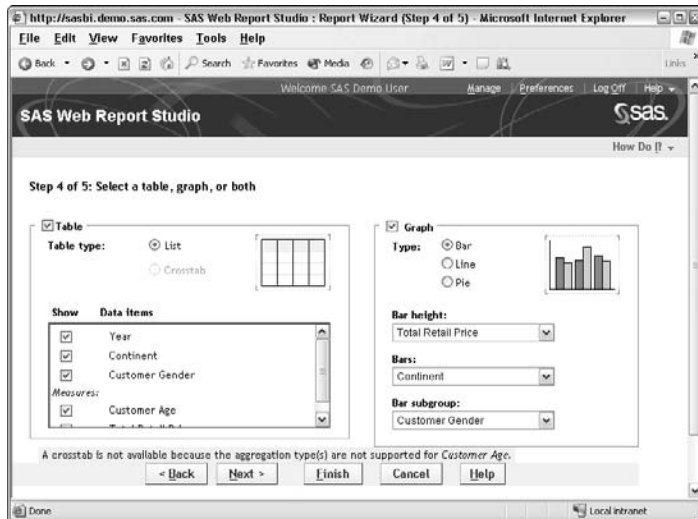 http://sasbi.demo.sas.com - SAS Web Report Studio : Report Wizard (Step 4 of 5) - Microsoft Internet Explorer
File Edit View Favorites Tools Help
Back Search Favorites Media Links
Welcome SAS Demo User Manage Preferences Log Off Help
SAS Web Report Studio sas.
How Do I?
Step 4 of 5: Select a table, graph, or both
Table
Table type: List
Crosstab
Show Data items
Year
Continent
Customer Gender
Measures:
Customer Age
Graph
Type: Bar
Line
Pie
Bar height:
Total Retail Price
Bars:
Continent
Bar subgroup:
Customer Gender
A crosstab is not available because the aggregation type(s) are not supported for Customer Age.
< Back Next > Finish Cancel Help
Done Local intranet